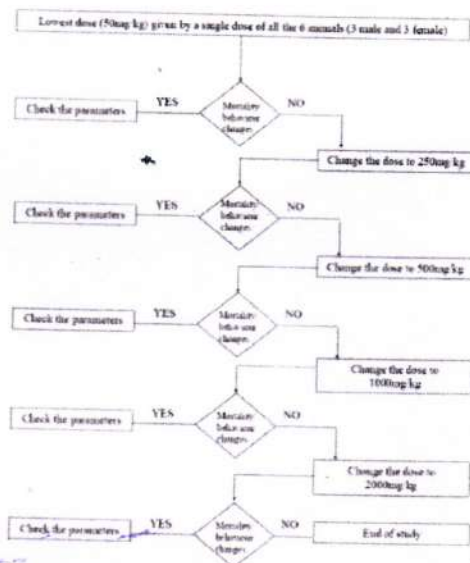 Lowest dose (50mg/kg) given by a single dose of all the 6 animals (3 male and 3 female)
YES
NO
Check the parameters
Mortality
behaviour
changes
Change the dose to 250mg/kg
YES
NO
Check the parameters
Mortality
behaviour
changes
Change the dose to 500mg/kg
YES
NO
Check the parameters
Mortality
behaviour
changes
Change the dose to
1000mg/kg
YES
NO
Check the parameters
Mortality
behaviour
changes
Change the dose to
2000mg/kg
YES
NO
Check the parameters
Mortality
behaviour
changes
End of study